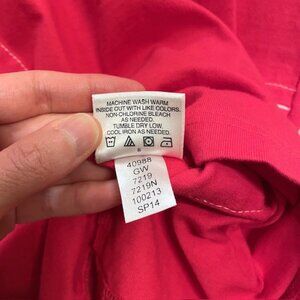 MACHINE WASH WARM
INSIDE OUT WITH LIKE COLORS.
NON-CHLORINE BLEACH
AS NEEDED.
TUMBLE DRY LOW.
COOL IRON AS NEEDED.
40988
GW
7219
7219N
100213
SP14